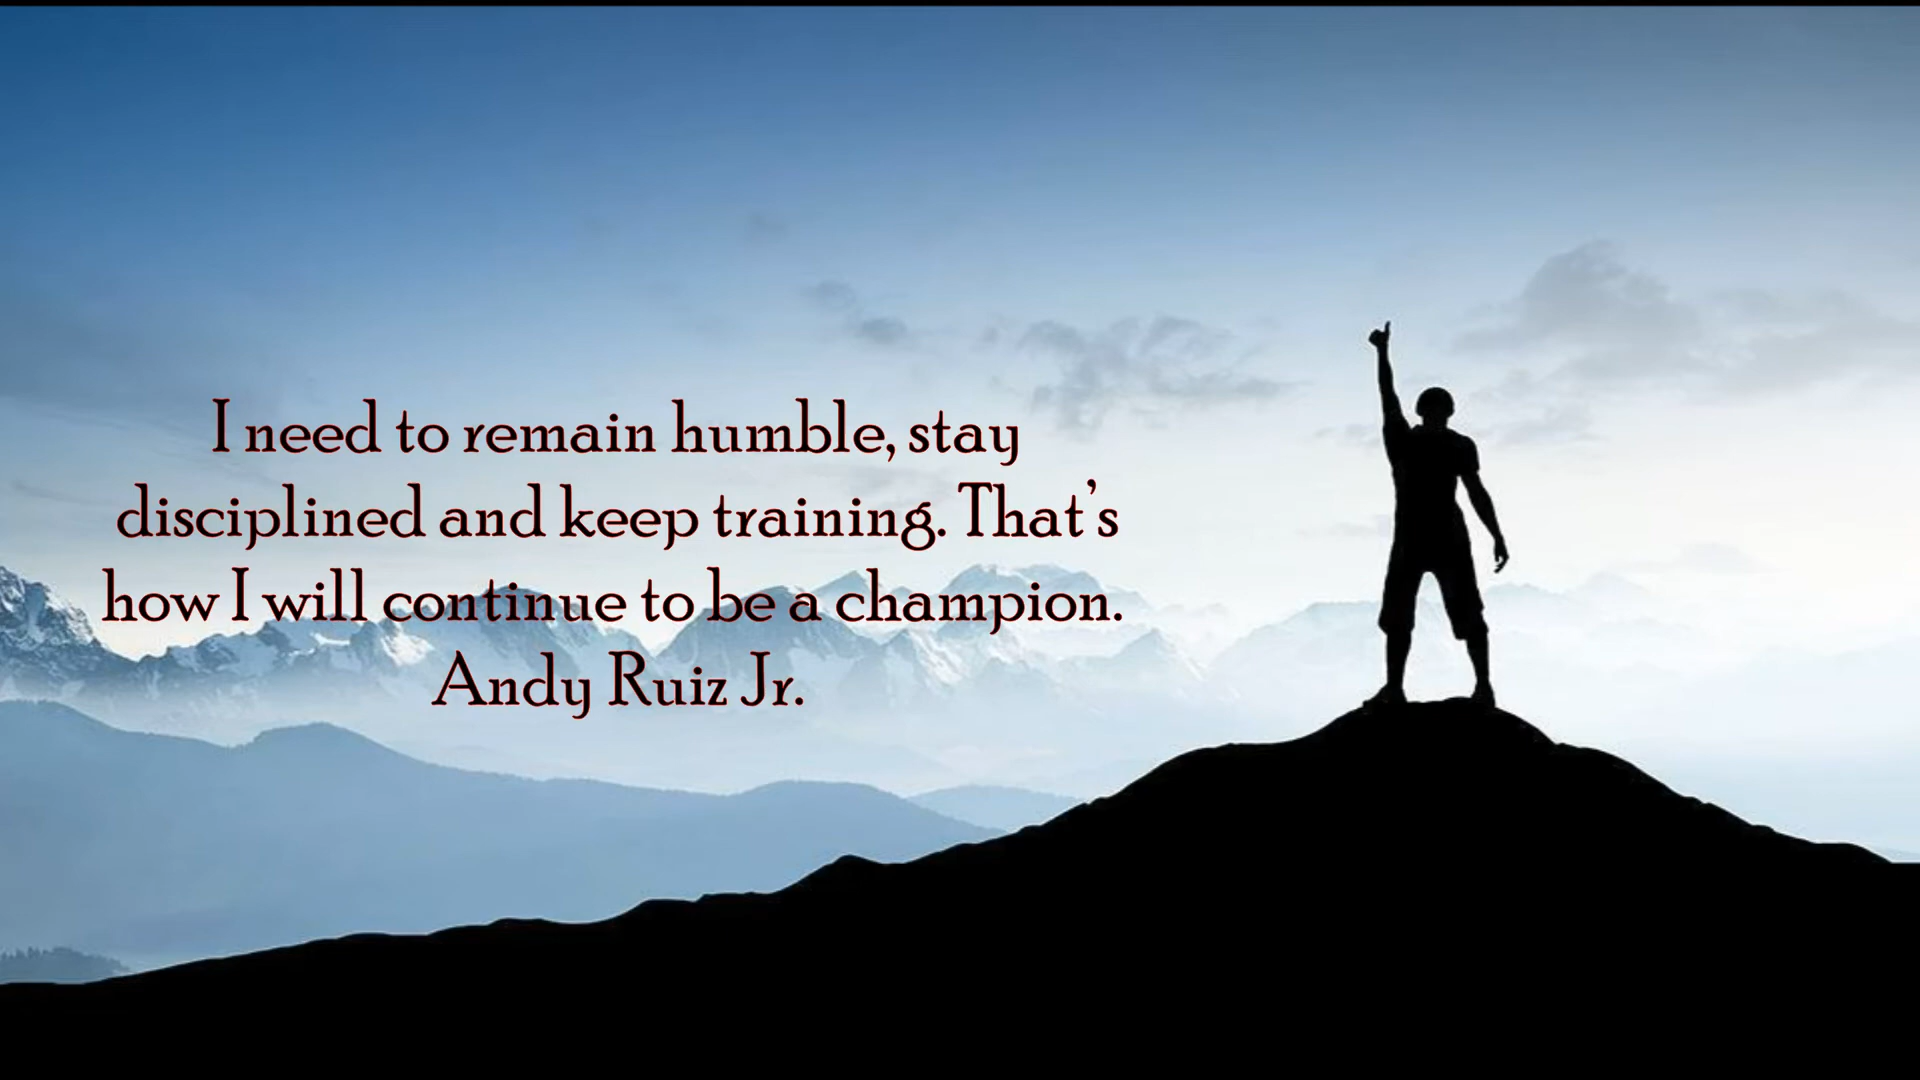 I need to remain humble, stay
disciplined and keep training. That's
how I will continue to be a champion.
Andy Ruiz Jr.